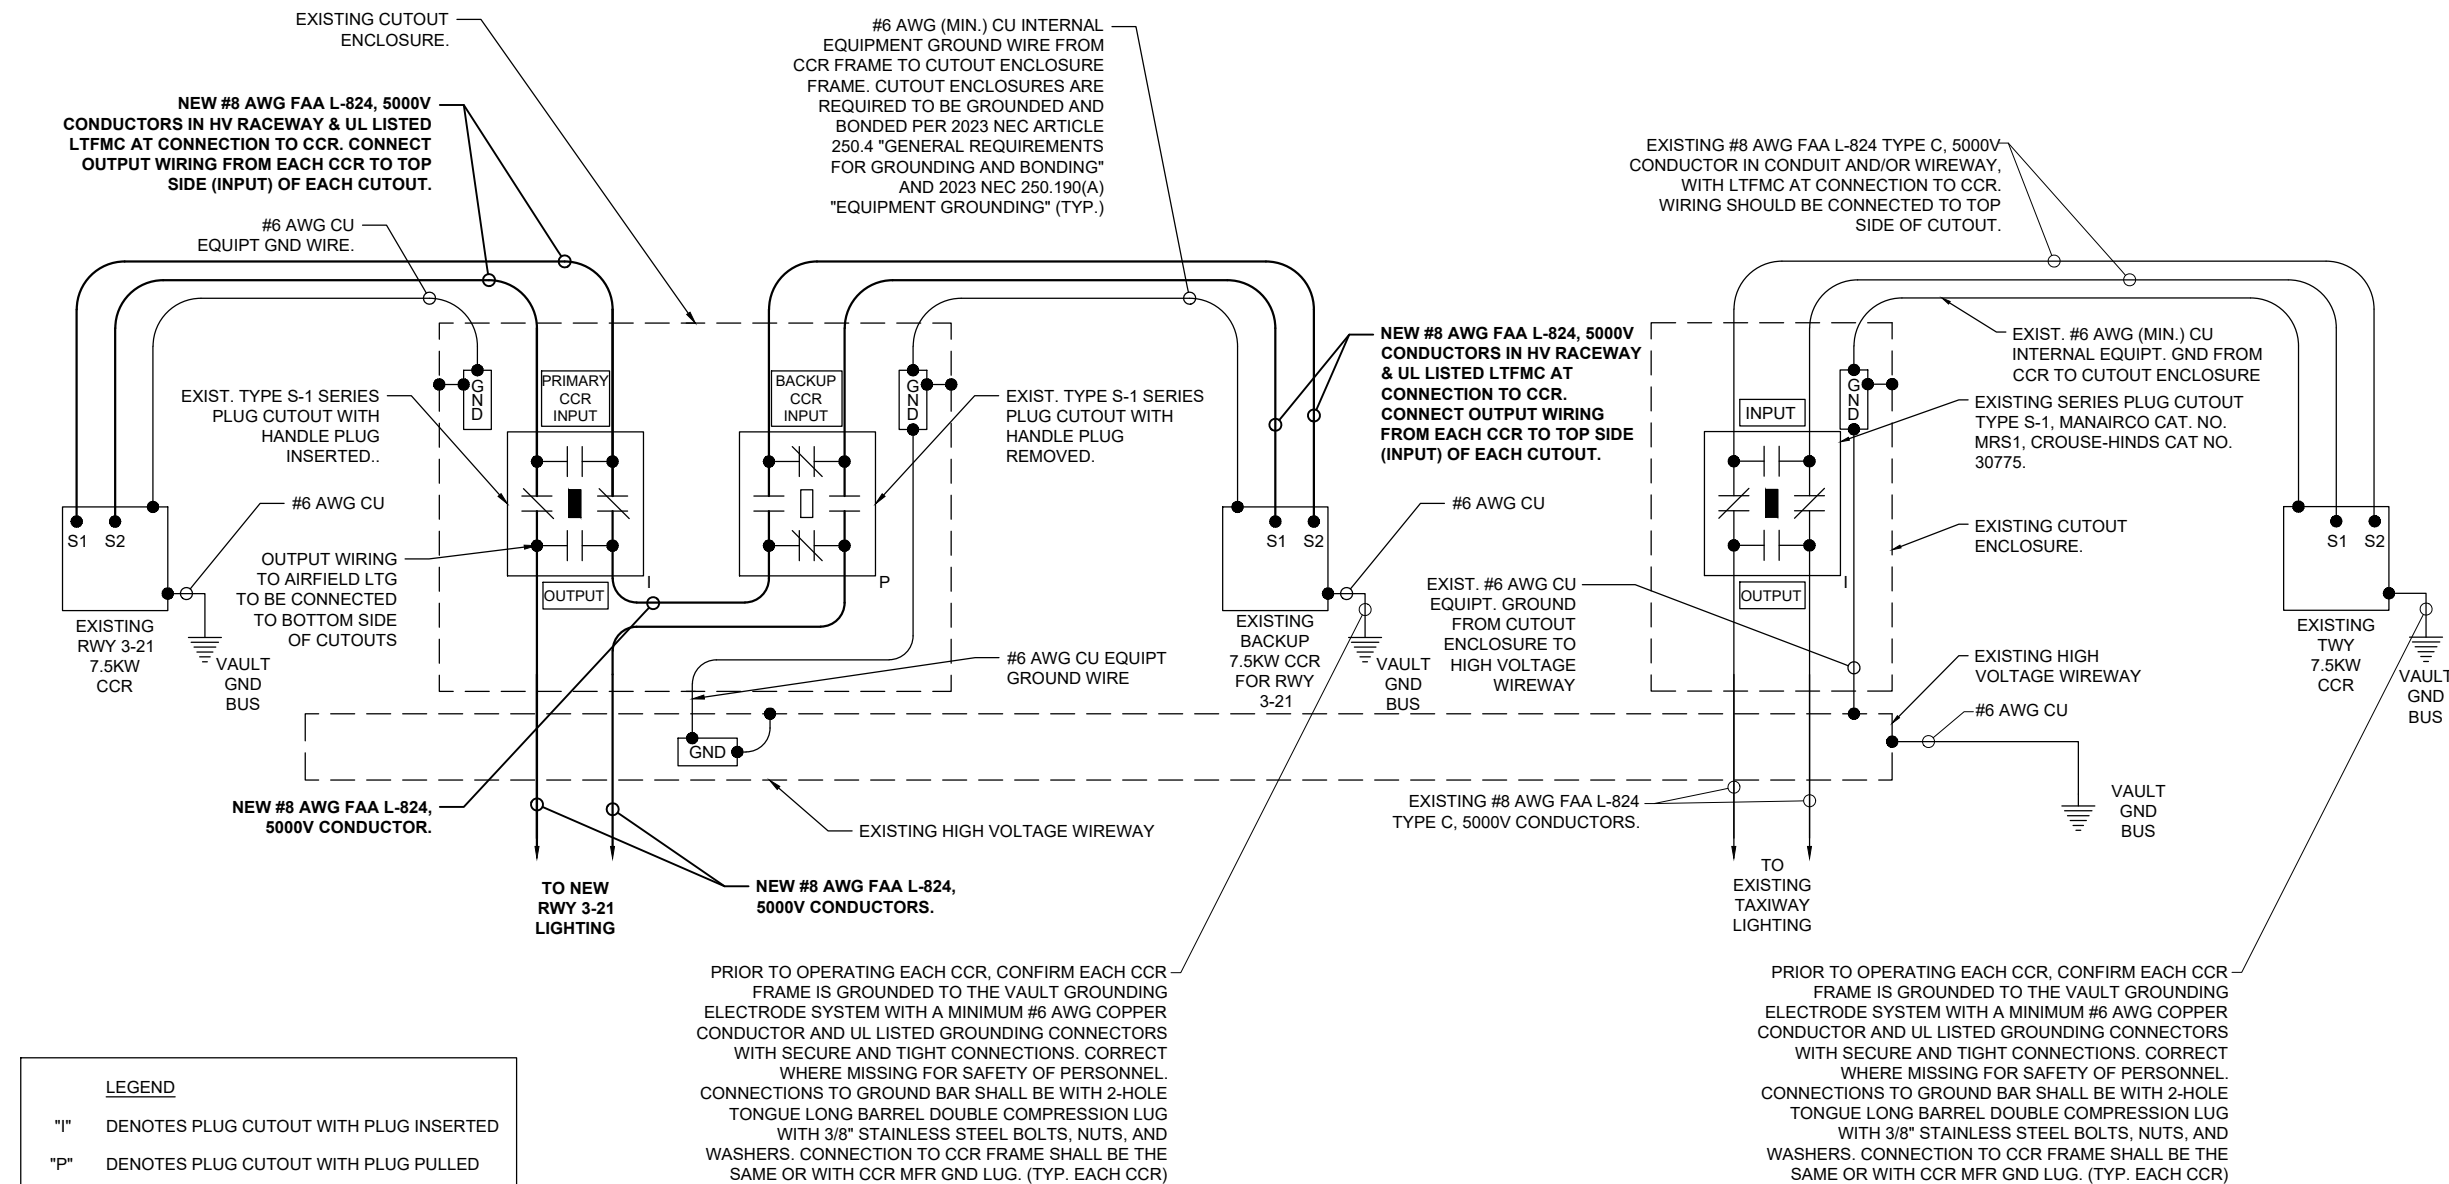 EXISTING CUTOUT
ENCLOSURE.
#6 AWG (MIN.) CU INTERNAL
EQUIPMENT GROUND WIRE FROM
CCR FRAME TO CUTOUT ENCLOSURE
FRAME. CUTOUT ENCLOSURES ARE
REQUIRED TO BE GROUNDED AND
BONDED PER 2023 NEC ARTICLE
250.4 "GENERAL REQUIREMENTS
FOR GROUNDING AND BONDING"
AND 2023 NEC 250.190(A)
"EQUIPMENT GROUNDING" (TYP.)
NEW #8 AWG FAA L-824, 5000V
CONDUCTORS IN HV RACEWAY & UL LISTED
LTFMC AT CONNECTION TO CCR. CONNECT
OUTPUT WIRING FROM EACH CCR TO TOP
SIDE (INPUT) OF EACH CUTOUT.
EXISTING #8 AWG FAA L-824 TYPE C, 5000V
CONDUCTOR IN CONDUIT AND/OR WIREWAY,
WITH LTFMC AT CONNECTION TO CCR.
WIRING SHOULD BE CONNECTED TO TOP
SIDE OF CUTOUT.
#6 AWG CU
EQUIPT GND WIRE.
NEW #8 AWG FAA L-824, 5000V
CONDUCTORS IN HV RACEWAY
& UL LISTED LTFMC AT
CONNECTION TO CCR.
CONNECT OUTPUT WIRING
FROM EACH CCR TO TOP SIDE
(INPUT) OF EACH CUTOUT.
EXIST. #6 AWG (MIN.) CU
INTERNAL EQUIPT. GND FROM
CCR TO CUTOUT ENCLOSURE
EXISTING SERIES PLUG CUTOUT
TYPE S-1, MANAIRCO CAT. NO.
MRS1, CROUSE-HINDS CAT NO.
30775.
EXIST. TYPE S-1 SERIES
PLUG CUTOUT WITH
HANDLE PLUG
INSERTED..
GND
PRIMARY
CCR
INPUT
BACKUP
CCR
INPUT
GND
EXIST. TYPE S-1 SERIES
PLUG CUTOUT WITH
HANDLE PLUG
REMOVED.
INPUT
GND
#6 AWG CU
#6 AWG CU
EXISTING CUTOUT
ENCLOSURE.
S1 S2
S1 S2
S1 S2
OUTPUT WIRING
TO AIRFIELD LTG
TO BE CONNECTED
TO BOTTOM SIDE
OF CUTOUTS
OUTPUT
I
P
OUTPUT
I
EXIST. #6 AWG CU
EQUIPT. GROUND
FROM CUTOUT
ENCLOSURE TO
HIGH VOLTAGE
WIREWAY
EXISTING
RWY 3-21
7.5KW
CCR
VAULT
GND
BUS
#6 AWG CU EQUIPT
GROUND WIRE
EXISTING
BACKUP
7.5KW CCR
FOR RWY
3-21
VAULT
GND
BUS
EXISTING HIGH
VOLTAGE WIREWAY
EXISTING
TWY
7.5KW
CCR
VAULT
GND
BUS
#6 AWG CU
GND
NEW #8 AWG FAA L-824,
5000V CONDUCTOR.
EXISTING HIGH VOLTAGE WIREWAY
EXISTING #8 AWG FAA L-824
TYPE C, 5000V CONDUCTORS.
VAULT
GND
BUS
TO NEW
RWY 3-21
LIGHTING
NEW #8 AWG FAA L-824,
5000V CONDUCTORS.
TO
EXISTING
TAXIWAY
LIGHTING
PRIOR TO OPERATING EACH CCR, CONFIRM EACH CCR
FRAME IS GROUNDED TO THE VAULT GROUNDING
ELECTRODE SYSTEM WITH A MINIMUM #6 AWG COPPER
CONDUCTOR AND UL LISTED GROUNDING CONNECTORS
WITH SECURE AND TIGHT CONNECTIONS. CORRECT
WHERE MISSING FOR SAFETY OF PERSONNEL.
CONNECTIONS TO GROUND BAR SHALL BE WITH 2-HOLE
TONGUE LONG BARREL DOUBLE COMPRESSION LUG
WITH 3/8" STAINLESS STEEL BOLTS, NUTS, AND
WASHERS. CONNECTION TO CCR FRAME SHALL BE THE
SAME OR WITH CCR MFR GND LUG. (TYP. EACH CCR)
PRIOR TO OPERATING EACH CCR, CONFIRM EACH CCR
FRAME IS GROUNDED TO THE VAULT GROUNDING
ELECTRODE SYSTEM WITH A MINIMUM #6 AWG COPPER
CONDUCTOR AND UL LISTED GROUNDING CONNECTORS
WITH SECURE AND TIGHT CONNECTIONS. CORRECT
WHERE MISSING FOR SAFETY OF PERSONNEL.
CONNECTIONS TO GROUND BAR SHALL BE WITH 2-HOLE
TONGUE LONG BARREL DOUBLE COMPRESSION LUG
WITH 3/8" STAINLESS STEEL BOLTS, NUTS, AND
WASHERS. CONNECTION TO CCR FRAME SHALL BE THE
SAME OR WITH CCR MFR GND LUG. (TYP. EACH CCR)
LEGEND
"I" DENOTES PLUG CUTOUT WITH PLUG INSERTED
"P" DENOTES PLUG CUTOUT WITH PLUG PULLED